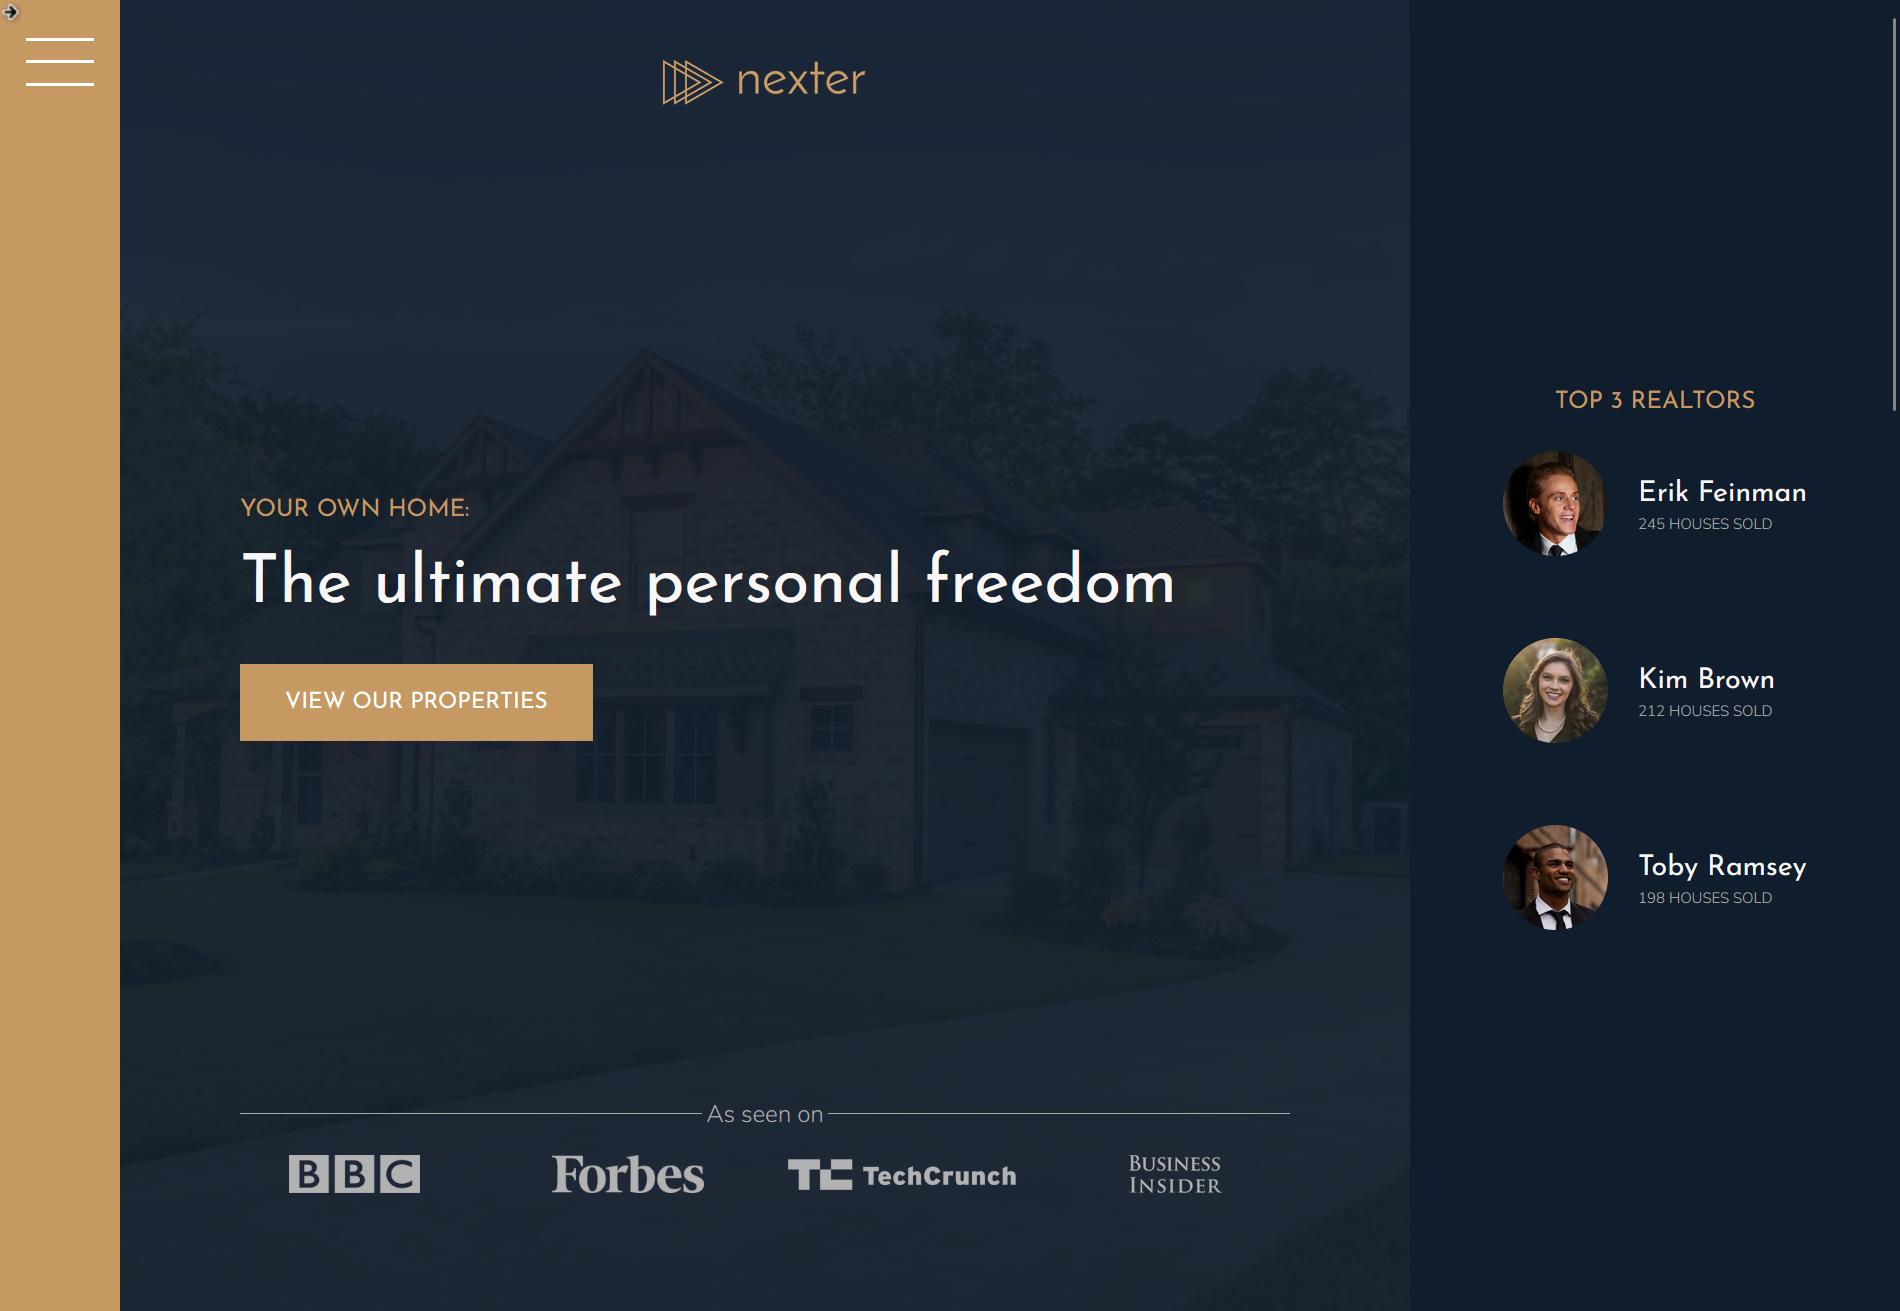 nexter
YOUR OWN HOME:
The ultimate personal freedom
VIEW OUR PROPERTIES
As seen on
BBC
Forbes
TC TechCrunch
BUSINESS
INSIDER
TOP 3 REALTORS
Erik Feinman
245 HOUSES SOLD
Kim Brown
212 HOUSES SOLD
Toby Ramsey
198 HOUSES SOLD